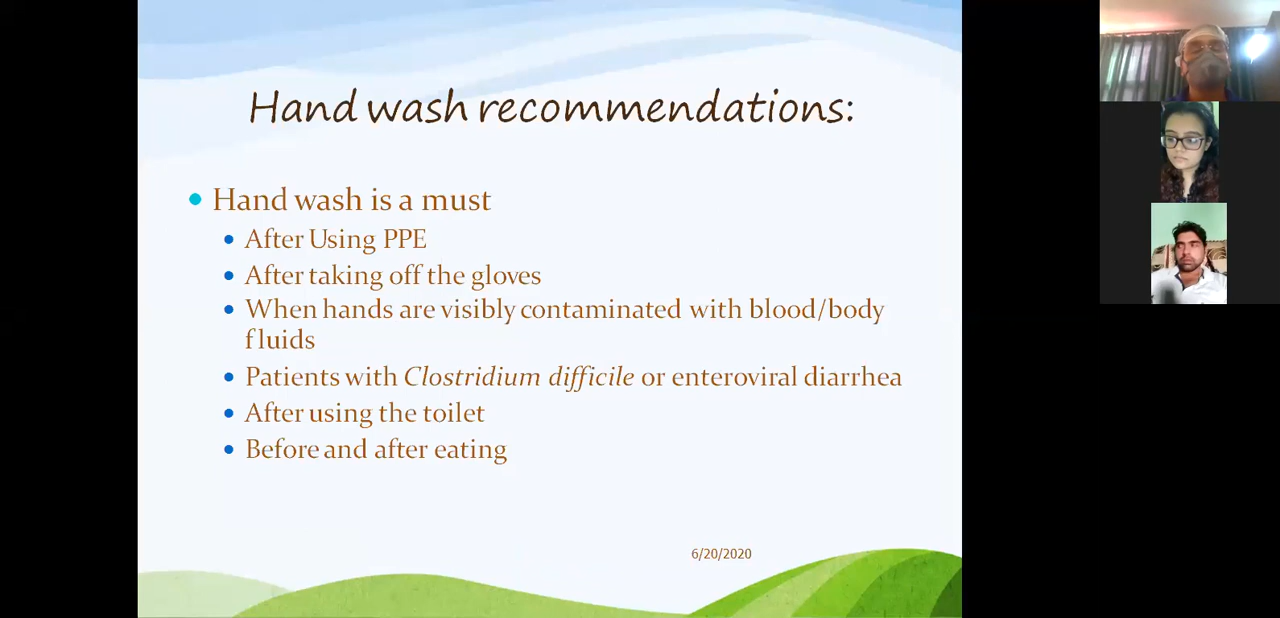 Hand wash recommendations:
Hand wash is a must
After Using PPE
After taking off the gloves
When hands are visibly contaminated with blood/body
fluids
Patients with Clostridium difficile or enteroviral diarrhea
After using the toilet
Before and after eating
6/20/2020